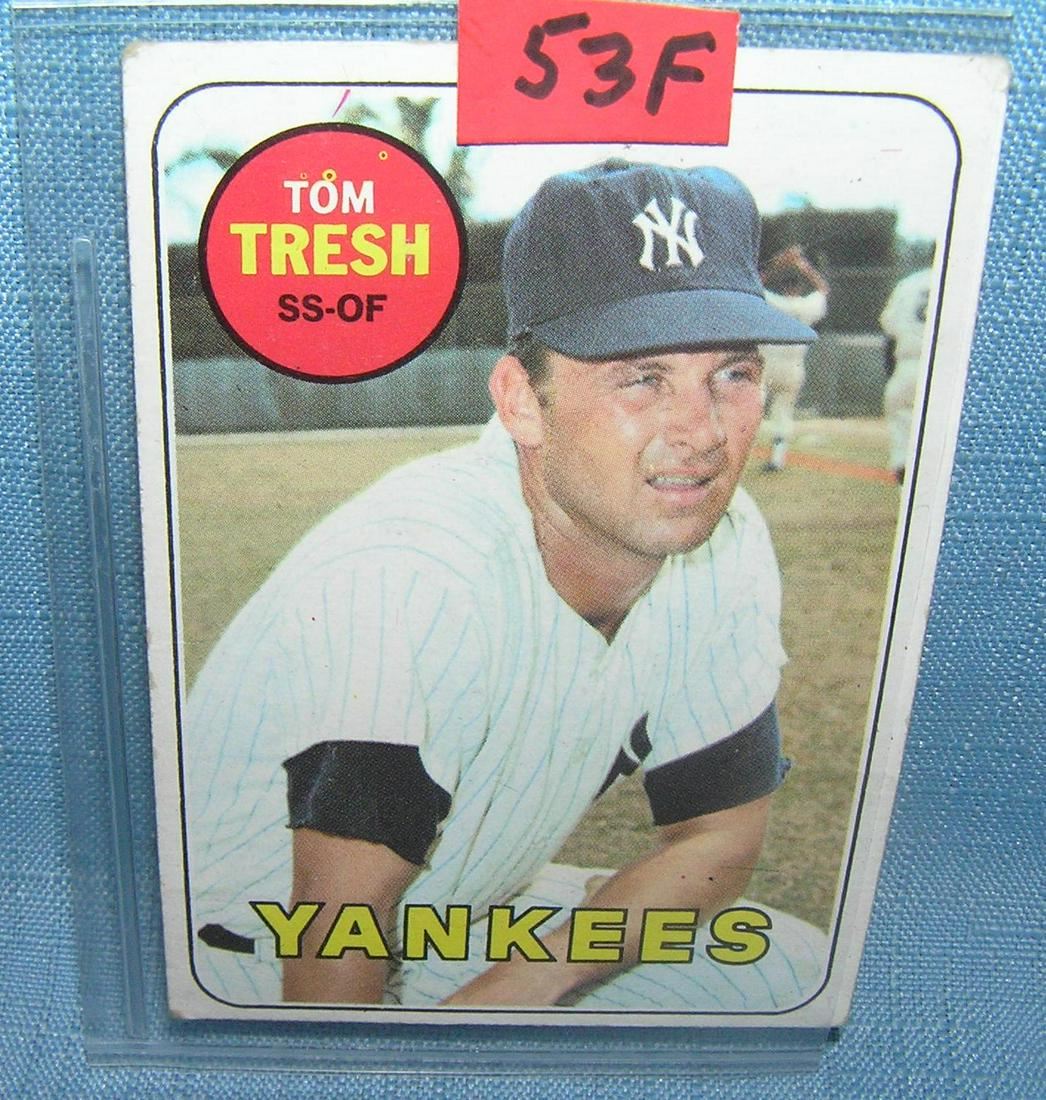 53F
TOM
TRESH
SS-OF
NY
YANKEES